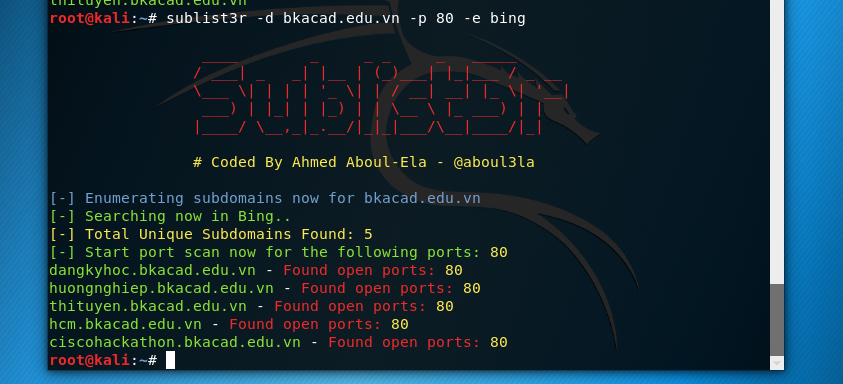 thituyen.bkacad.edu.vn
root@kali:~# sublist3r -d bkacad.edu.vn -p 80 -e bing
Sublist3r
# Coded By Ahmed Aboul-Ela - @aboul3la
[-] Enumerating subdomains now for bkacad.edu.vn
[-] Searching now in Bing..
[-] Total Unique Subdomains Found: 5
[-] Start port scan now for the following ports: 80
dangkyhoc.bkacad.edu.vn - Found open ports: 80
huongnghiep.bkacad.edu.vn - Found open ports: 80
thituyen.bkacad.edu.vn - Found open ports: 80
hcm.bkacad.edu.vn - Found open ports: 80
ciscohackathon.bkacad.edu.vn - Found open ports: 80
root@kali:~#